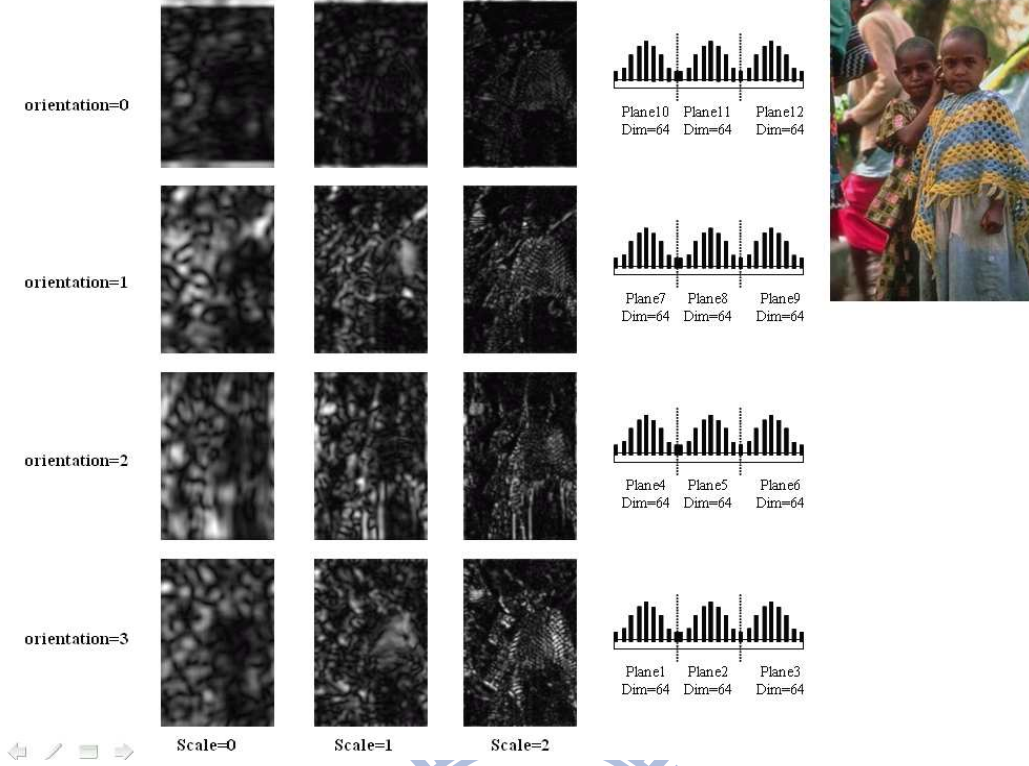 Plane10 Plane11 Plane12
Dim=64 Dim=64 Dim=64
orientation=0
orientation=1
Plane7 Plane8 Plane9
Dim=64 Dim=64 Dim=64
orientation=2
Plane4 Plane5 Plane6
Dim=64 Dim=64 Dim=64
orientation=3
Plane1 Plane2 Plane3
Dim=64 Dim=64 Dim=64
Scale=0 Scale=1 Scale=2